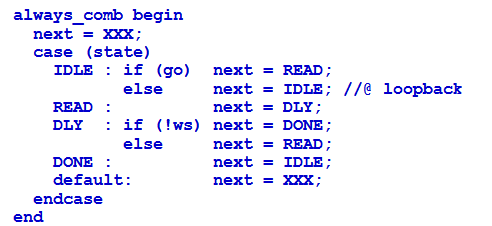 always_comb begin
  next = XXX;
  case (state)
    IDLE : if (go)  next = READ;
           else     next = IDLE; //@ loopback
    READ :          next = DLY;
    DLY  : if (!ws) next = DONE;
           else     next = READ;
    DONE :          next = IDLE;
    default:        next = XXX;
  endcase
end